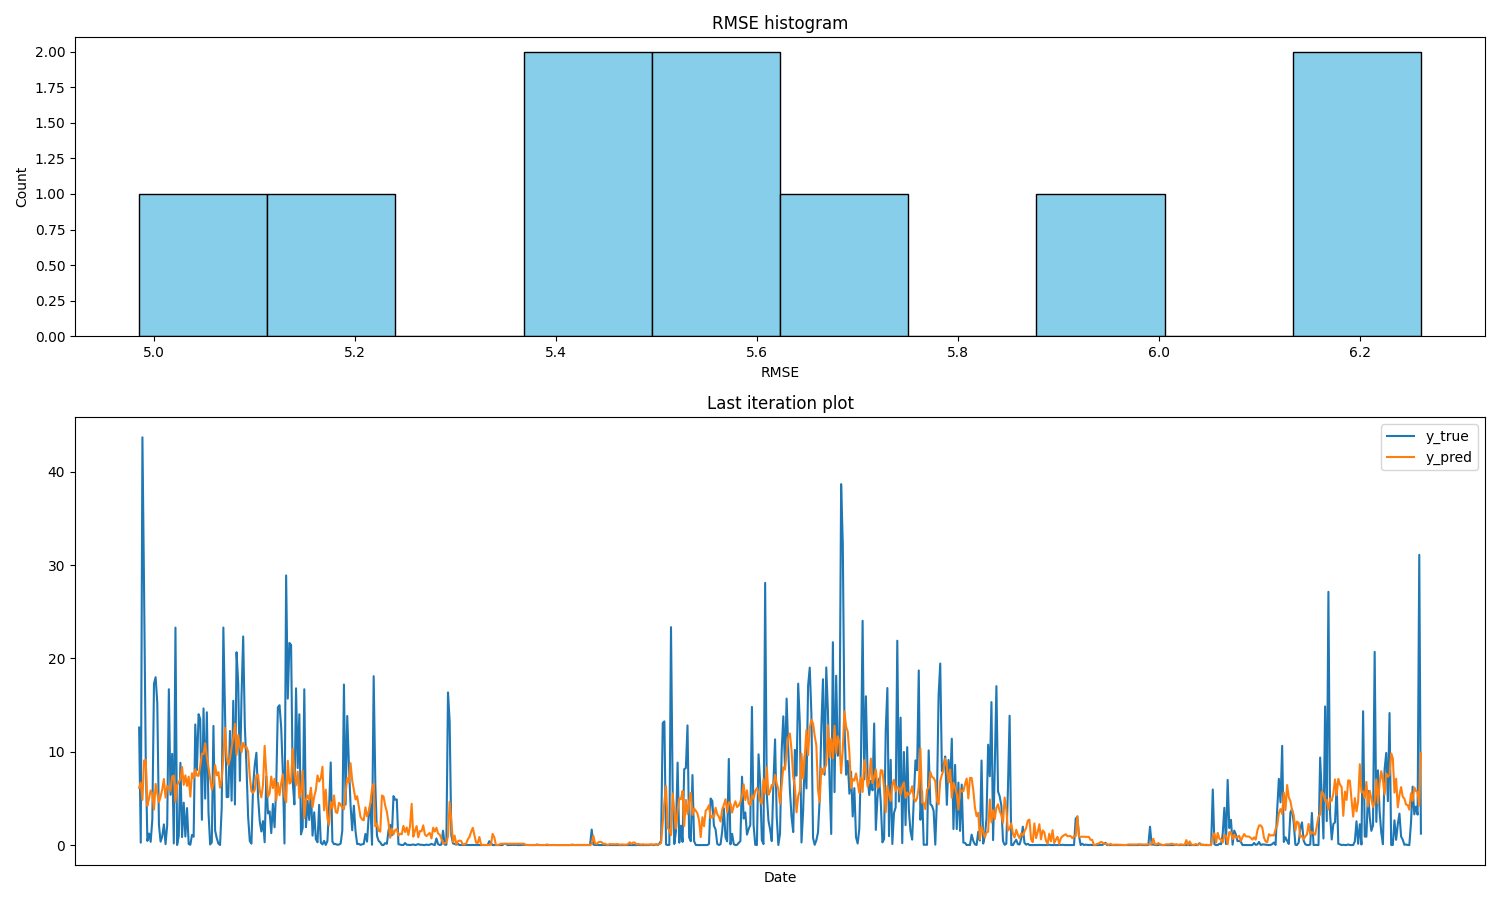 RMSE histogram
2.00
1.75
1.50
1.25
1.00
0.75
0.50
0.25
0.00
Count
5.0 5.2 5.4 5.6 5.8 6.0 6.2
RMSE
Last iteration plot
y_true
y_pred
40
30
20
10
0
Date